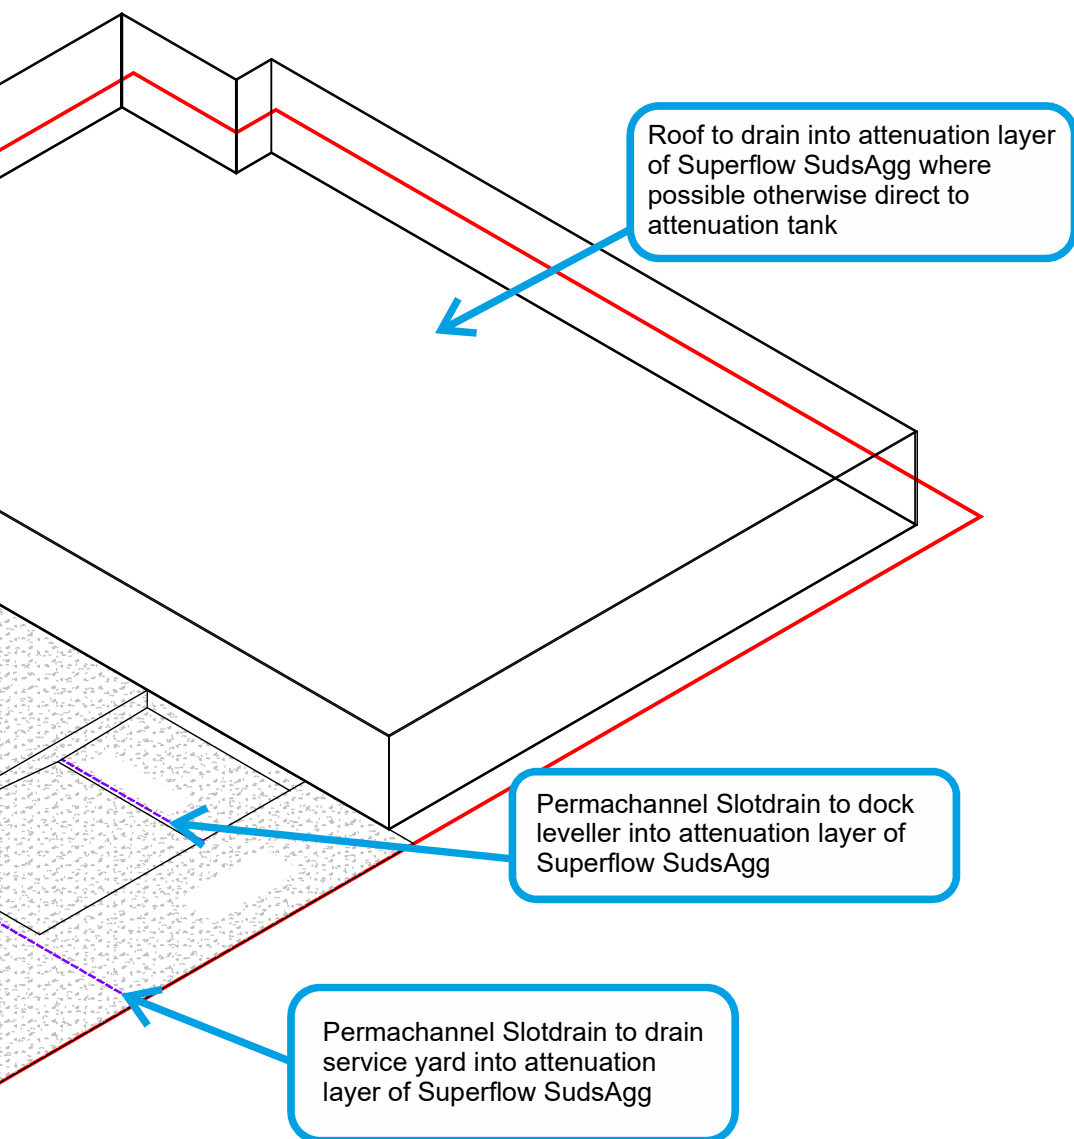 Roof to drain into attenuation layer
of Superflow SudsAgg where
possible otherwise direct to
attenuation tank
Permachannel Slotdrain to dock
leveller into attenuation layer of
Superflow SudsAgg
Permachannel Slotdrain to drain
service yard into attenuation
layer of Superflow SudsAgg